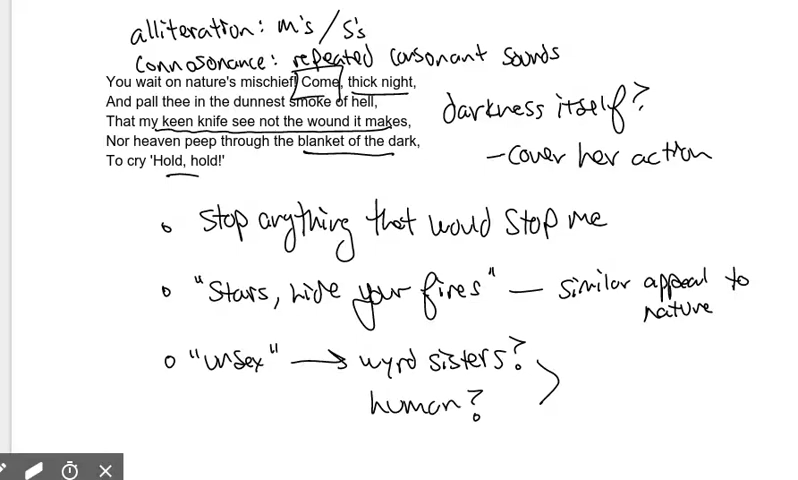 alliteration: m's / S's
connosonance: repeated consonant sounds
You wait on nature's mischief! Come, thick night,
And pall thee in the dunnest smoke of hell,
That my keen knife see not the wound it makes,
Nor heaven peep through the blanket of the dark,
To cry 'Hold, hold!'
darkness itself?
- cover her action
• Stop anything that would stop me
• "Stars, hide your fires" — similar appeal to
nature
• "unsex" → wyrd sisters?
human?